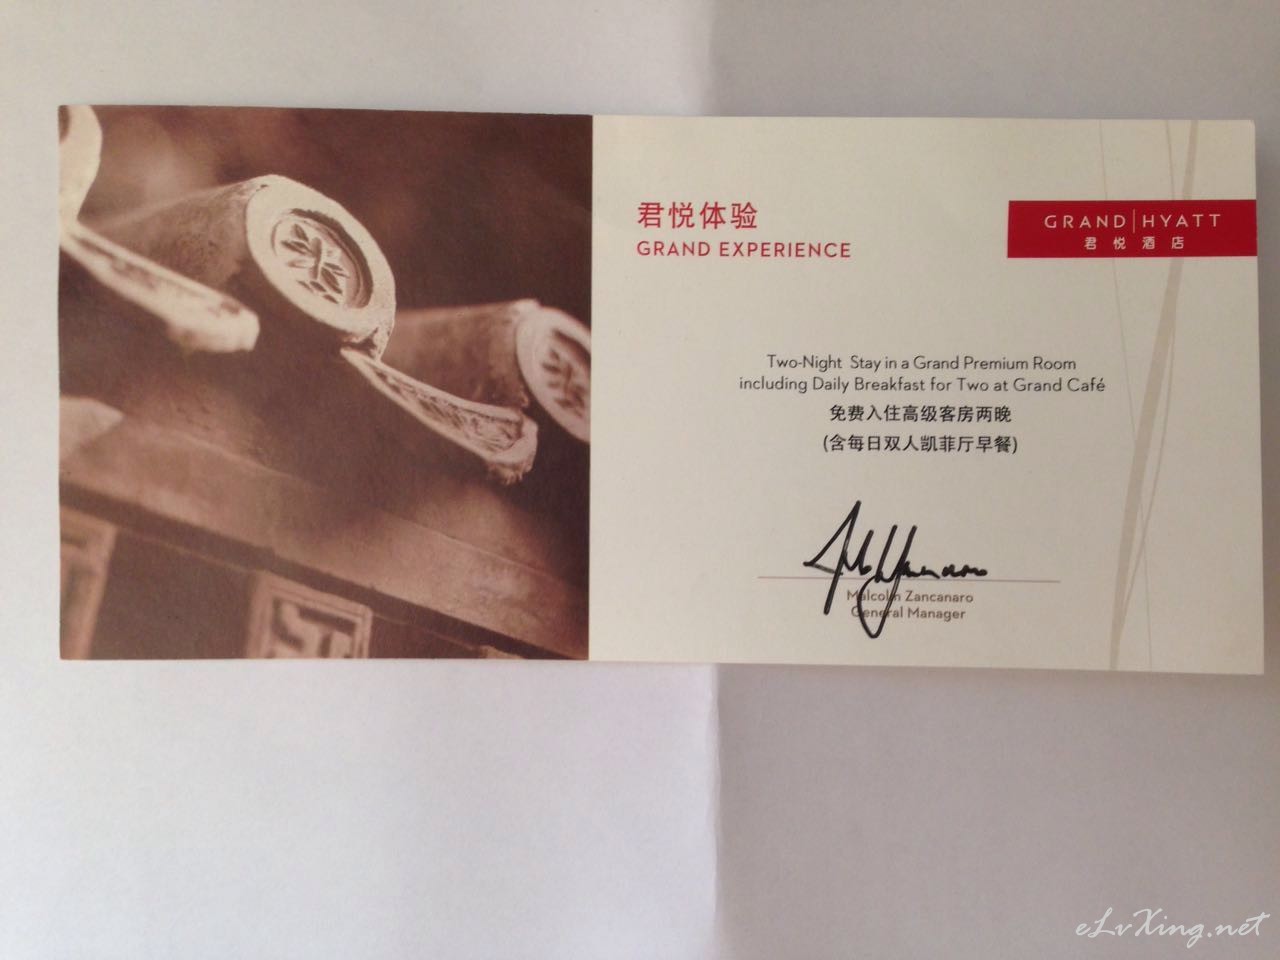 君悦体验
GRAND EXPERIENCE
GRAND | HYATT
君悦酒店
Two-Night Stay in a Grand Premium Room
including Daily Breakfast for Two at Grand Café
免费入住高级客房两晚
(含每日双人凯菲厅早餐)
Malcolm Zancanaro
General Manager
eLvXing.net